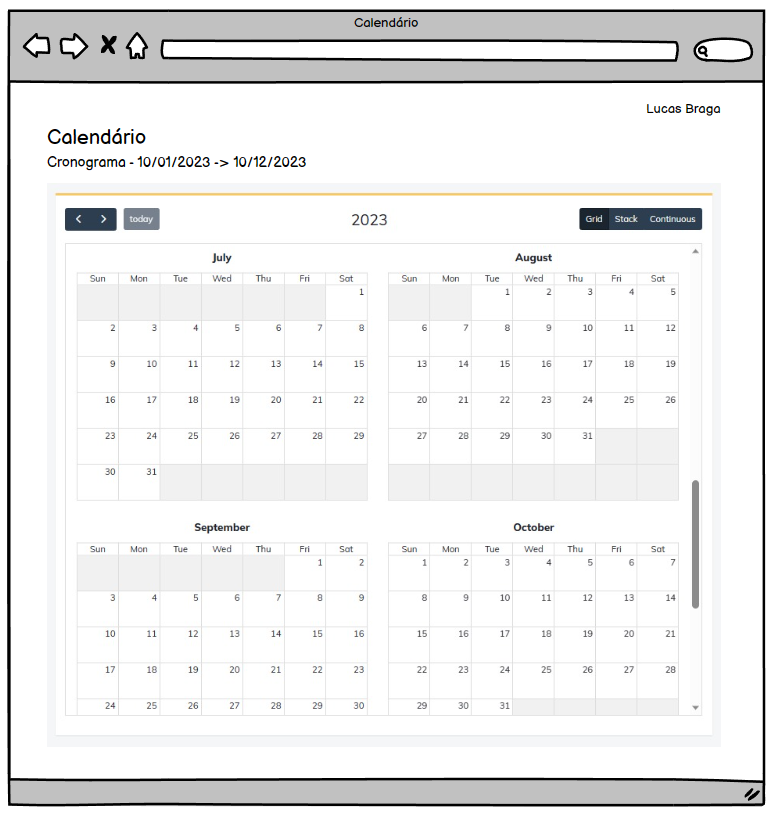 Calendário
Lucas Braga
Calendário
Cronograma - 10/01/2023 -> 10/12/2023
today
2023
Grid Stack Continuous
July
Sun Mon Tue Wed Thu Fri Sat
1
2 3 4 5 6 7 8
9 10 11 12 13 14 15
16 17 18 19 20 21 22
23 24 25 26 27 28 29
30 31
August
Sun Mon Tue Wed Thu Fri Sat
1 2 3 4 5
6 7 8 9 10 11 12
13 14 15 16 17 18 19
20 21 22 23 24 25 26
27 28 29 30 31
September
Sun Mon Tue Wed Thu Fri Sat
1 2
3 4 5 6 7 8 9
10 11 12 13 14 15 16
17 18 19 20 21 22 23
24 25 26 27 28 29 30
October
Sun Mon Tue Wed Thu Fri Sat
1 2 3 4 5 6 7
8 9 10 11 12 13 14
15 16 17 18 19 20 21
22 23 24 25 26 27 28
29 30 31